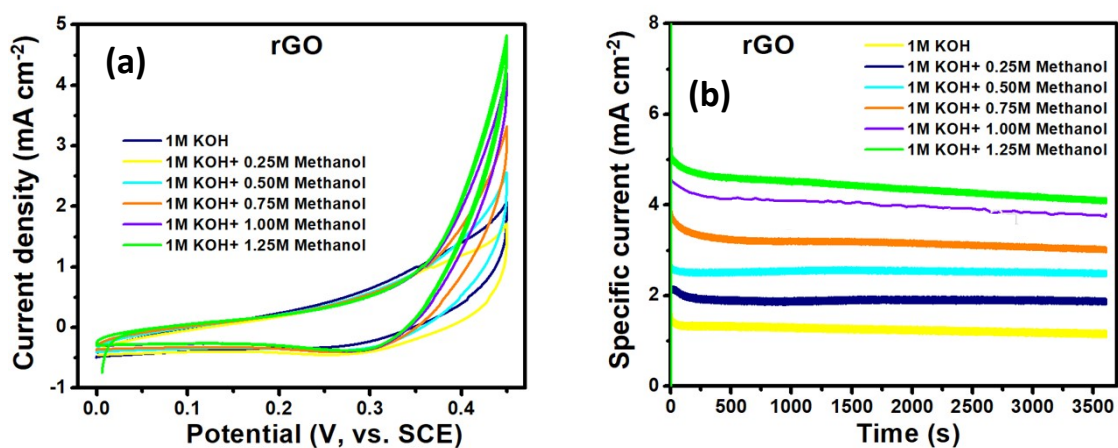 (a)
rGO
1M KOH
1M KOH+ 0.25M Methanol
1M KOH+ 0.50M Methanol
1M KOH+ 0.75M Methanol
1M KOH+ 1.00M Methanol
1M KOH+ 1.25M Methanol
Current density (mA cm-2)
5
4
3
2
1
0
-1
0.0 0.1 0.2 0.3 0.4
Potential (V, vs. SCE)
(b)
rGO
1M KOH
1M KOH+ 0.25M Methanol
1M KOH+ 0.50M Methanol
1M KOH+ 0.75M Methanol
1M KOH+ 1.00M Methanol
1M KOH+ 1.25M Methanol
Specific current (mA cm-2)
8
6
4
2
0
0 500 1000 1500 2000 2500 3000 3500
Time (s)